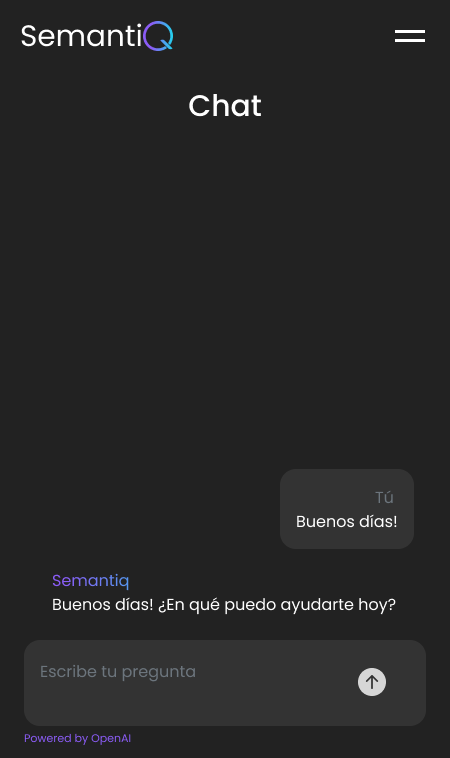 SemantiQ
Chat
Tú
Buenos días!
Semantiq
Buenos días! ¿En qué puedo ayudarte hoy?
Escribe tu pregunta
Powered by OpenAI